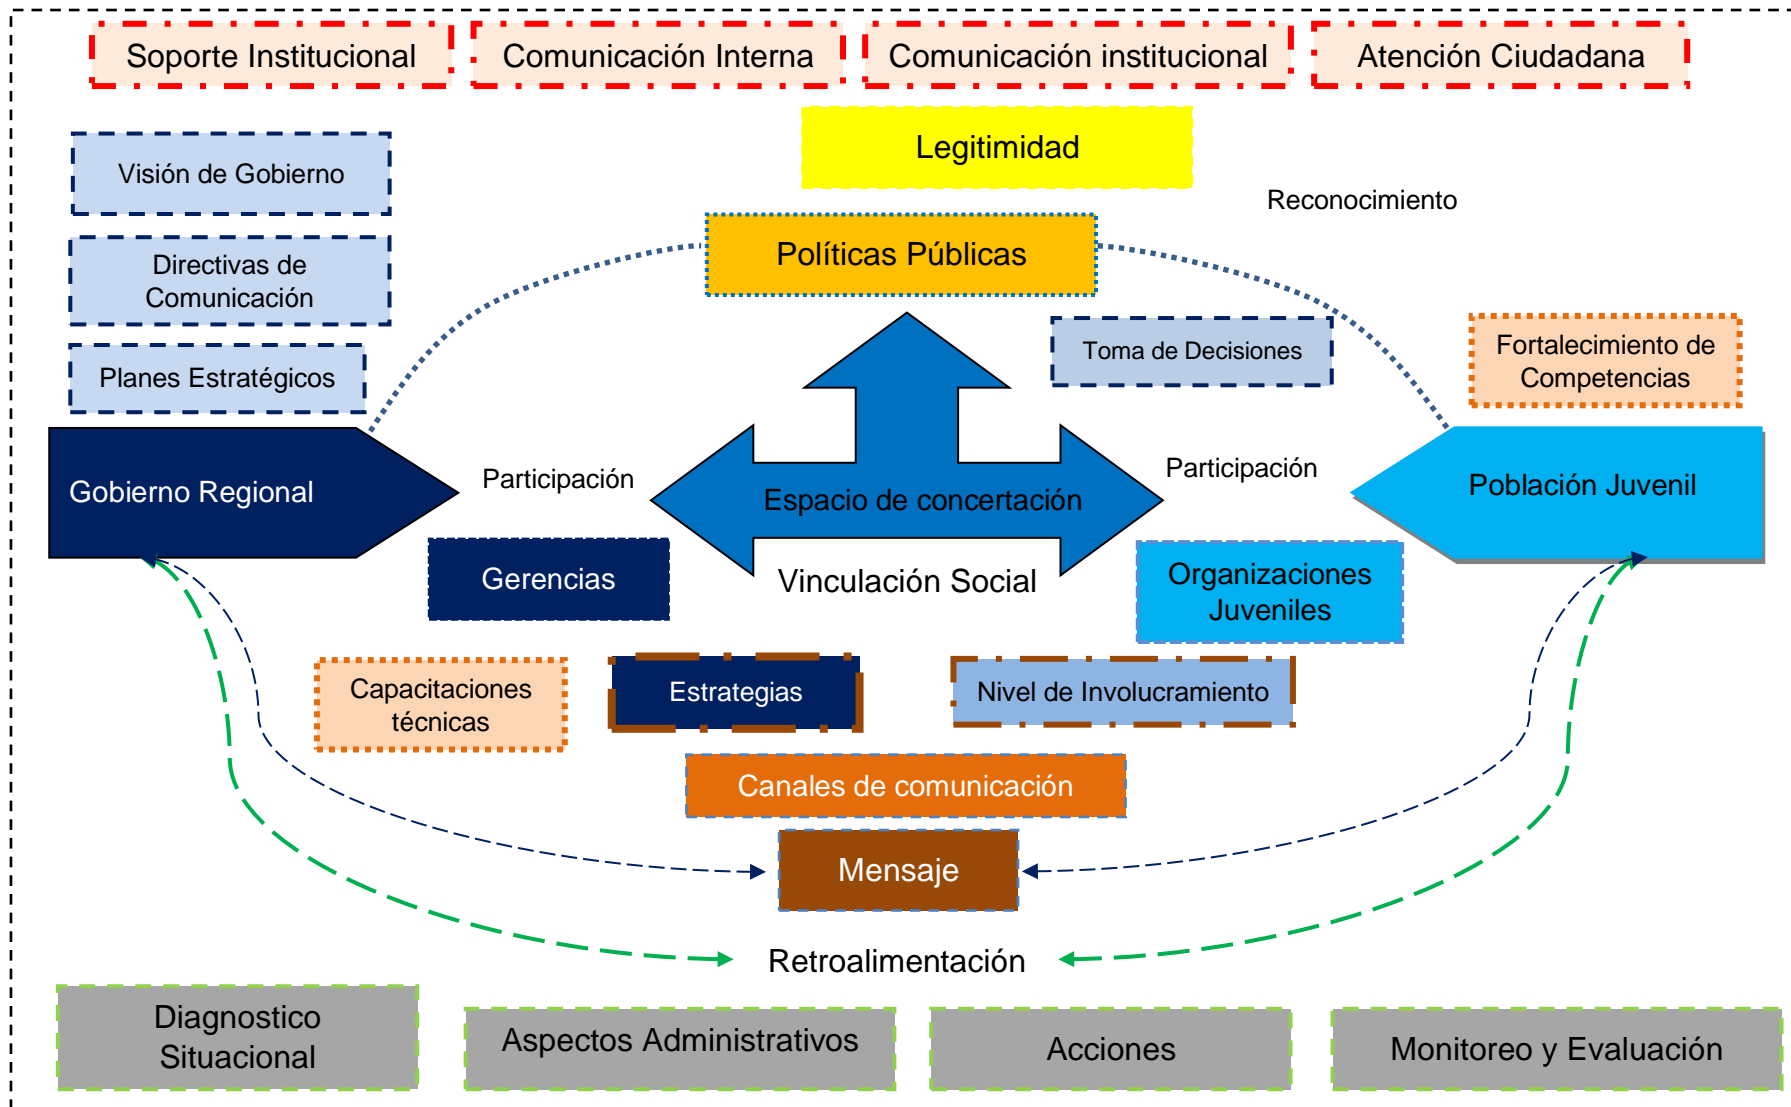 Soporte Institucional
Comunicación Interna
Comunicación institucional
Atención Ciudadana
Legitimidad
Visión de Gobierno
Reconocimiento
Políticas Públicas
Directivas de
Comunicación
Toma de Decisiones
Fortalecimiento de
Competencias
Planes Estratégicos
Gobierno Regional
Participación
Espacio de concertación
Participación
Población Juvenil
Gerencias
Vinculación Social
Organizaciones
Juveniles
Capacitaciones
técnicas
Estrategias
Nivel de Involucramiento
Canales de comunicación
Mensaje
Retroalimentación
Diagnostico
Situacional
Aspectos Administrativos
Acciones
Monitoreo y Evaluación